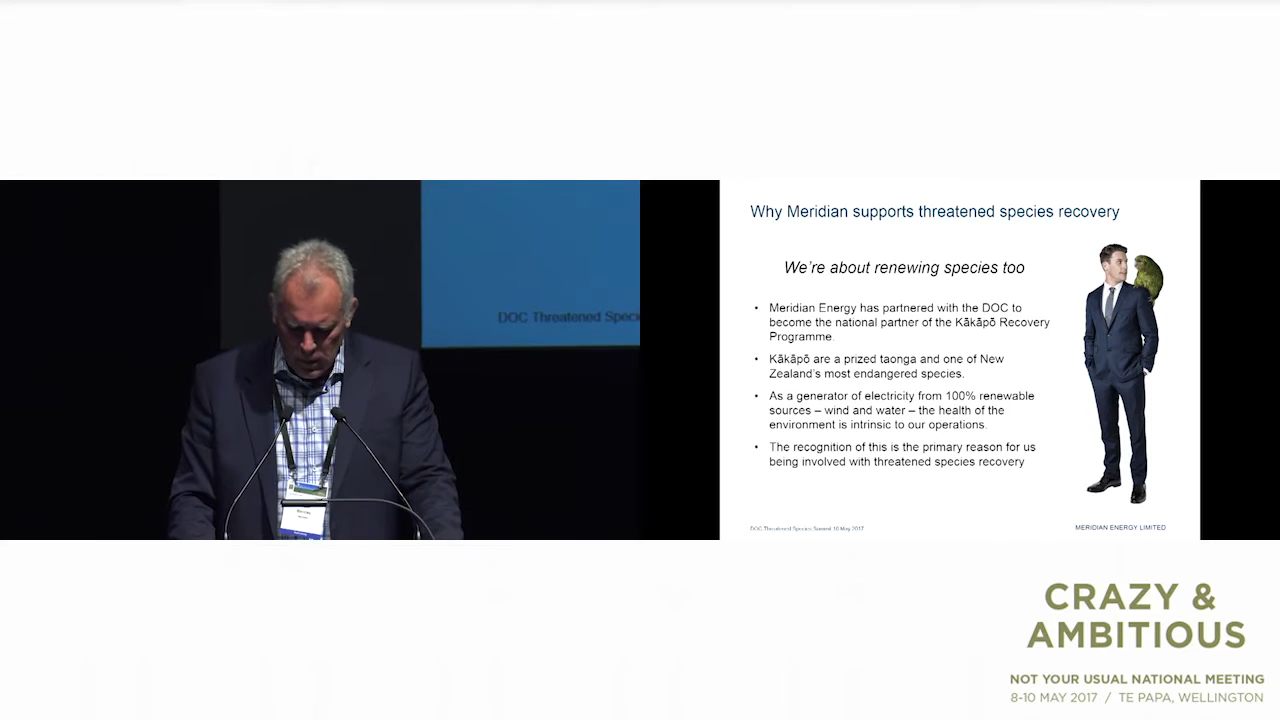 DOC Threatened Speci
Why Meridian supports threatened species recovery
We're about renewing species too
• Meridian Energy has partnered with the DOC to
become the national partner of the Kākāpō Recovery
Programme.
• Kākāpō are a prized taonga and one of New
Zealand's most endangered species.
• As a generator of electricity from 100% renewable
sources – wind and water – the health of the
environment is intrinsic to our operations.
• The recognition of this is the primary reason for us
being involved with threatened species recovery
DOC Threatened Species Summit 10 May 2017
MERIDIAN ENERGY LIMITED
CRAZY &
AMBITIOUS
NOT YOUR USUAL NATIONAL MEETING
8-10 MAY 2017 / TE PAPA, WELLINGTON